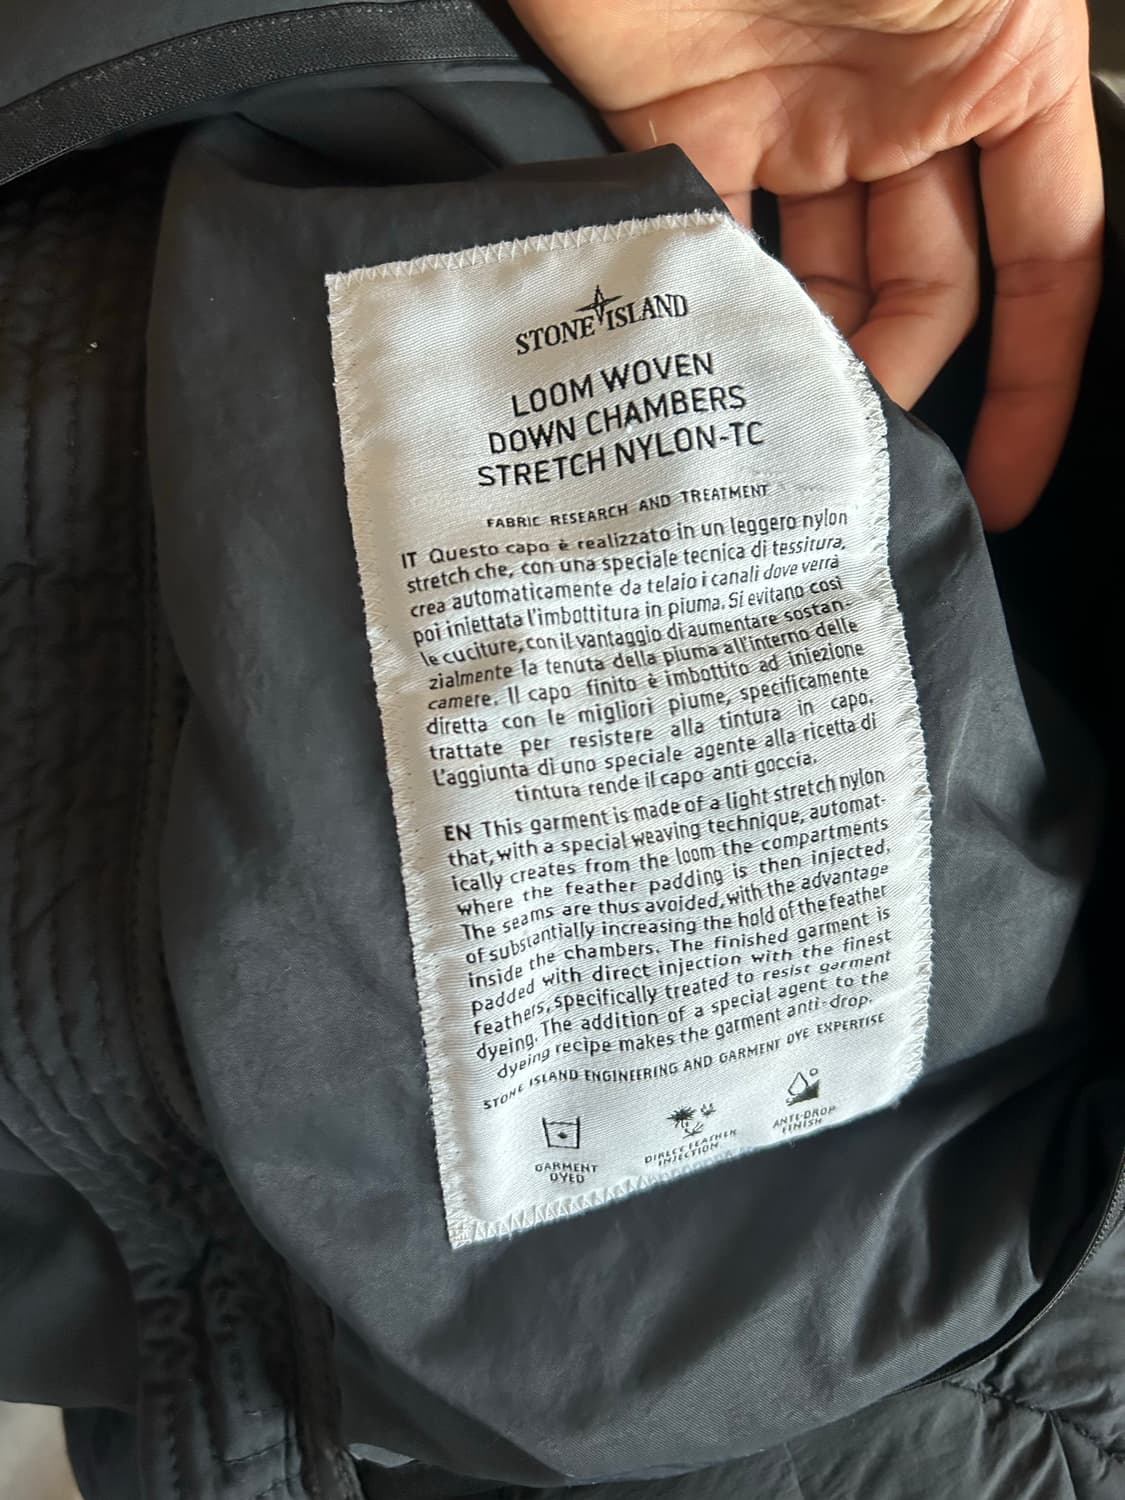 STONE ISLAND
LOOM WOVEN
DOWN CHAMBERS
STRETCH NYLON-TC
FABRIC RESEARCH AND TREATMENT
IT Questo capo è realizzato in un leggero nylon
stretch che, con una speciale tecnica di tessitura,
crea automaticamente da telaio i canali dove verrà
poi iniettata l'imbottitura in piuma. Si evitano così
le cuciture, con il vantaggio di aumentare sostan-
zialmente la tenuta della piuma all'interno delle
camere. Il capo finito è imbottito ad iniezione
diretta con le migliori piume, specificamente
trattate per resistere alla tintura in capo.
L'aggiunta di uno speciale agente alla ricetta di
tintura rende il capo anti goccia.
EN This garment is made of a light stretch nylon
that, with a special weaving technique, automat-
ically creates from the loom the compartments
where the feather padding is then injected.
The seams are thus avoided, with the advantage
of substantially increasing the hold of the feather
inside the chambers. The finished garment is
padded with direct injection with the finest
feathers, specifically treated to resist garment
dyeing. The addition of a special agent to the
dyeing recipe makes the garment anti-drop.
STONE ISLAND ENGINEERING AND GARMENT DYE EXPERTISE
GARMENT
DYED
DIRECT FEATHER
INJECTION
ANTI-DROP
FINISH